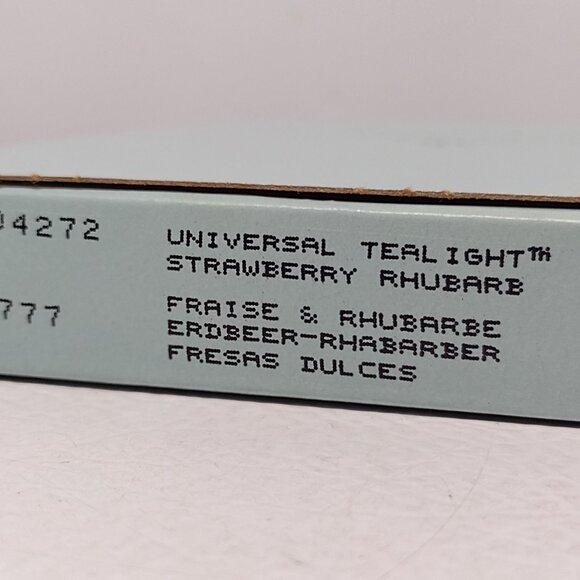 04272
UNIVERSAL TEALIGHT™
STRAWBERRY RHUBARB
777
FRAISE & RHUBARBE
ERDBEER-RHABARBER
FRESAS DULCES